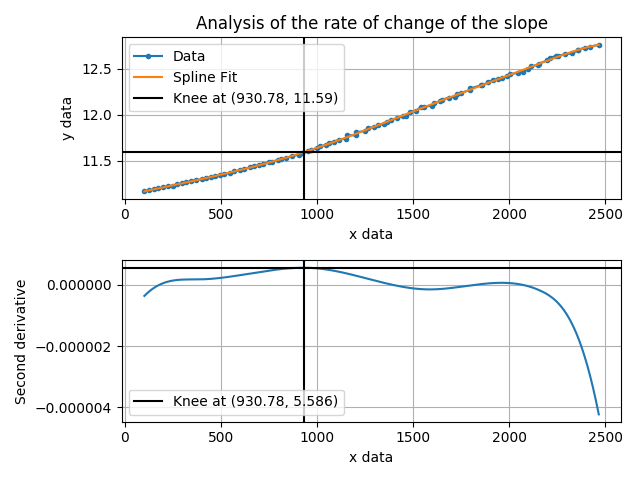 Analysis of the rate of change of the slope
Data
Spline Fit
Knee at (930.78, 11.59)
12.5
12.0
11.5
y data
0 500 1000 1500 2000 2500
x data
0.000000
−0.000002
−0.000004
Second derivative
Knee at (930.78, 5.586)
0 500 1000 1500 2000 2500
x data